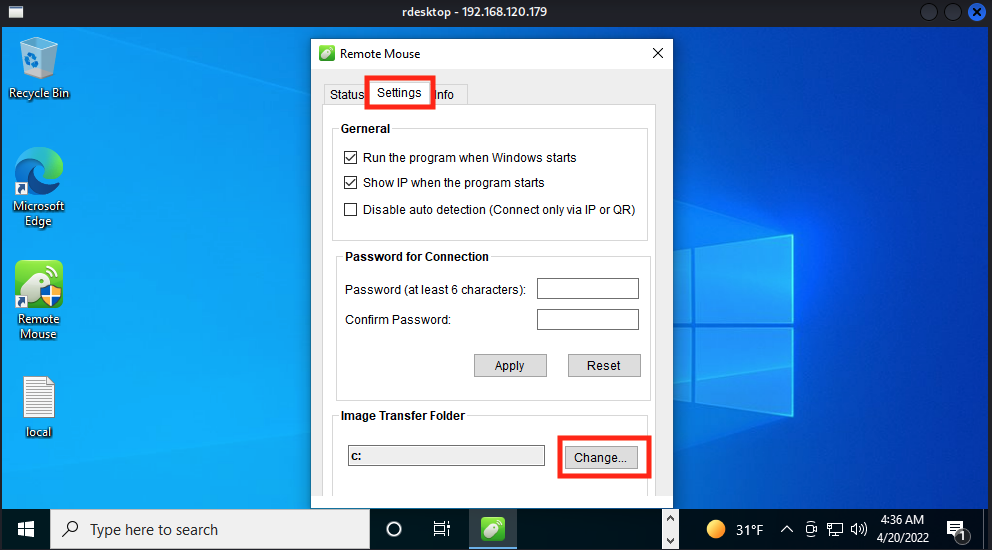 rdesktop - 192.168.120.179
Recycle Bin
Microsoft
Edge
Remote
Mouse
local
Remote Mouse
Status
Settings
Info
Gerneral
Run the program when Windows starts
Show IP when the program starts
Disable auto detection (Connect only via IP or QR)
Password for Connection
Password (at least 6 characters):
Confirm Password:
Apply
Reset
Image Transfer Folder
c:
Change...
Type here to search
31°F
4:36 AM
4/20/2022
1